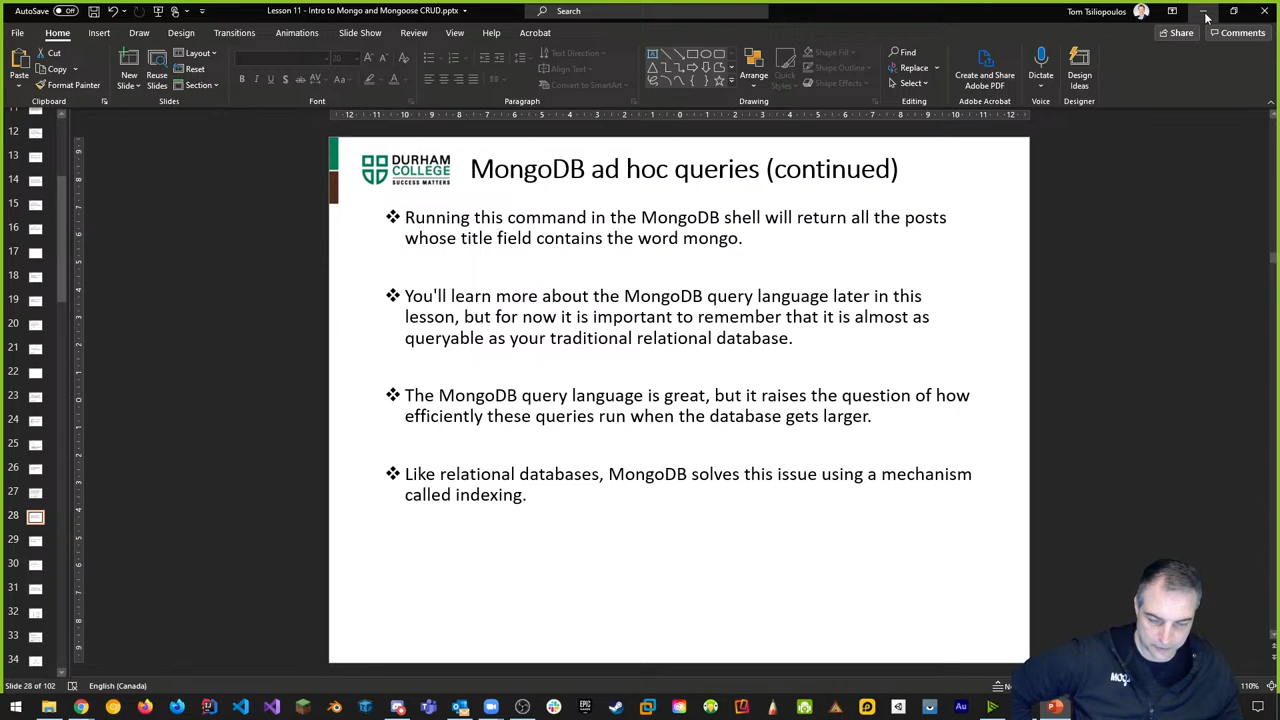 AutoSave Off
Lesson 11 - Intro to Mongo and Mongoose CRUD.pptx
Search
Tom Tsiliopoulos
File Home Insert Draw Design Transitions Animations Slide Show Review View Help Acrobat
Share Comments
Paste
Cut
Copy
Format Painter
New Slide
Reuse Slides
Layout
Reset
Section
20
Text Direction
Align Text
Convert to SmartArt
Arrange
Quick Styles
Shape Fill
Shape Outline
Shape Effects
Find
Replace
Select
Create and Share Adobe PDF
Dictate
Design Ideas
Clipboard Slides Font Paragraph Drawing Editing Adobe Acrobat Voice Designer
12
13
14
15
16
17
18
19
20
21
22
23
24
25
26
27
28
29
30
31
32
33
34
DURHAM
COLLEGE
SUCCESS MATTERS
MongoDB ad hoc queries (continued)
Running this command in the MongoDB shell will return all the posts
whose title field contains the word mongo.
You'll learn more about the MongoDB query language later in this
lesson, but for now it is important to remember that it is almost as
queryable as your traditional relational database.
The MongoDB query language is great, but it raises the question of how
efficiently these queries run when the database gets larger.
Like relational databases, MongoDB solves this issue using a mechanism
called indexing.
Slide 28 of 102
English (Canada)
110%